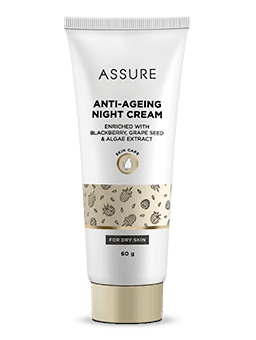 ASSURE
ANTI-AGEING
NIGHT CREAM
ENRICHED WITH
BLACKBERRY, GRAPE SEED
& ALGAE EXTRACT
SKIN CARE
FOR DRY SKIN
60 g